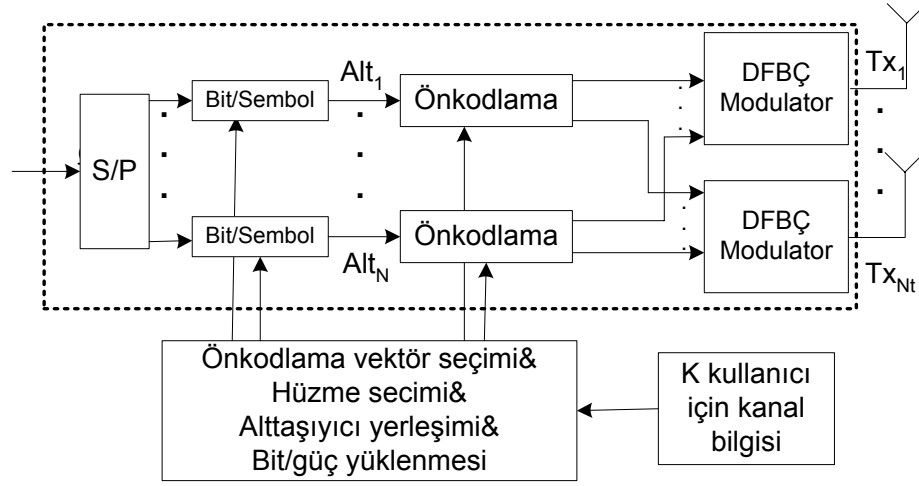 S/P
Bit/Sembol
Alt1
Önkodlama
DFBÇ
Modulator
Tx1
Bit/Sembol
AltN
Önkodlama
DFBÇ
Modulator
TxNt
Önkodlama vektör seçimi&
Hüzme secimi&
Alttaşıyıcı yerleşimi&
Bit/güç yüklenmesi
K kullanıcı
için kanal
bilgisi